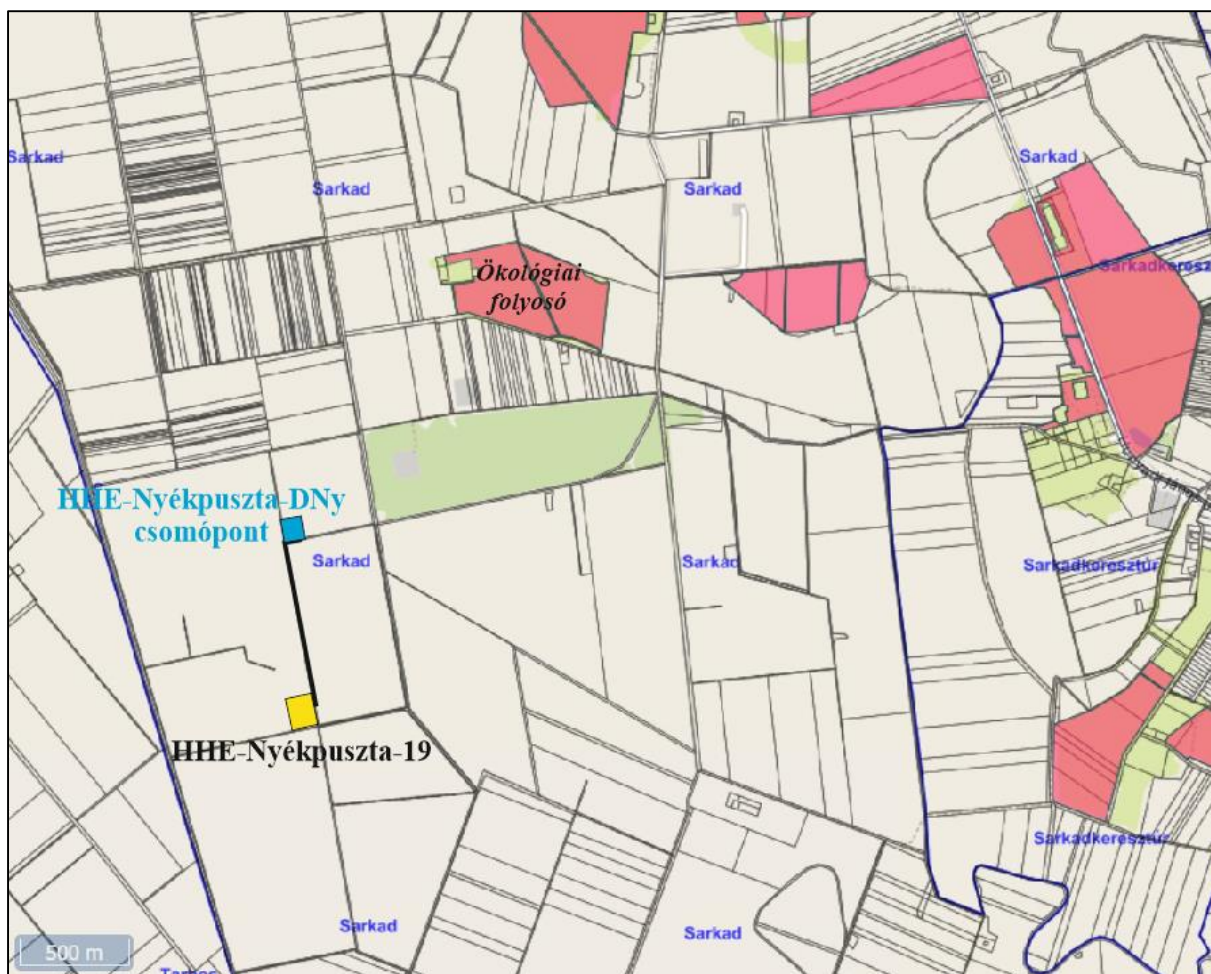 Sarkad
Sarkad
Sarkad
Sarkad
Ökológiai
folyosó
HHE-Nyékpuszta-DNy
csomópont
Sarkad
Sarkad
Sarkadkeresztúr
HHE-Nyékpuszta-19
Sarkadkeresztúr
Sarkad
Sarkad
500 m